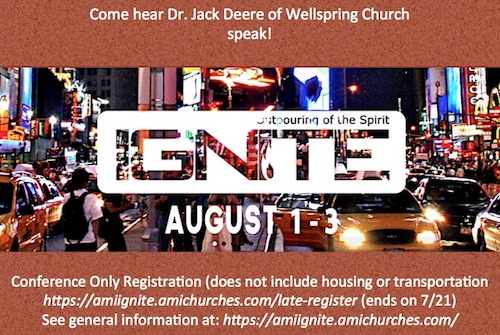 Come hear Dr. Jack Deere of Wellspring Church
speak!
Outpouring of the Spirit
IGNITE
AUGUST 1 - 3
Conference Only Registration (does not include housing or transportation
https://amiignite.amichurches.com/late-register (ends on 7/21)
See general information at: https://amiignite.amichurches.com/